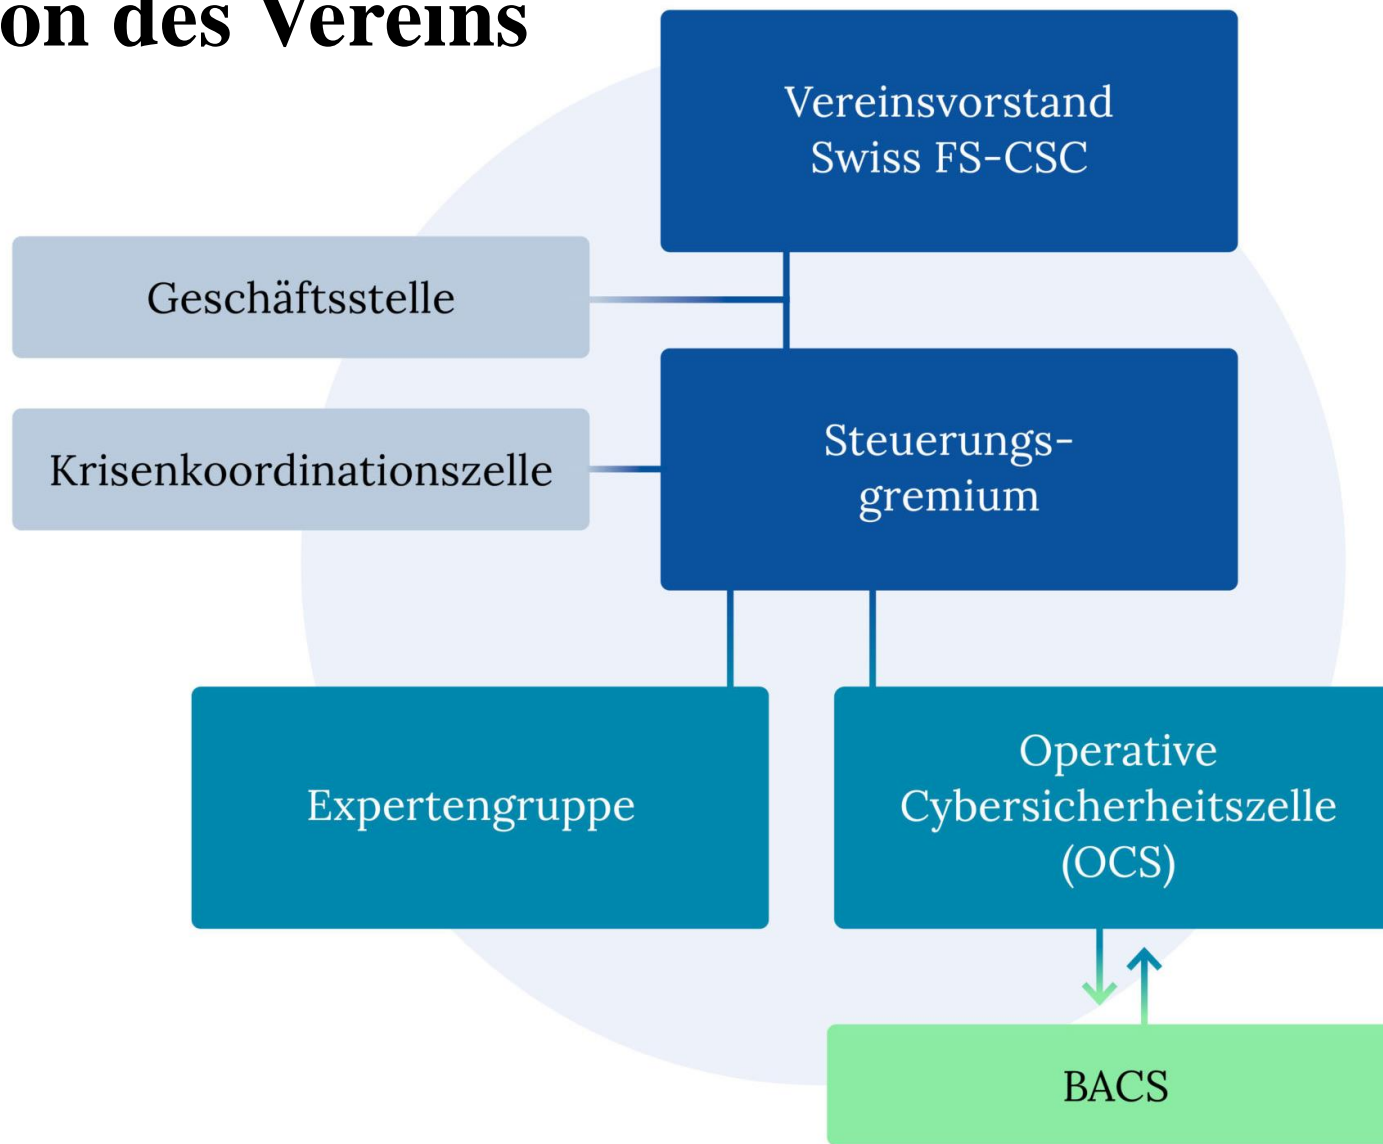 on des Vereins
Vereinsvorstand
Swiss FS-CSC
Geschäftsstelle
Krisenkoordinationszelle
Steuerungs-
gremium
Expertengruppe
Operative
Cybersicherheitszelle
(OCS)
BACS